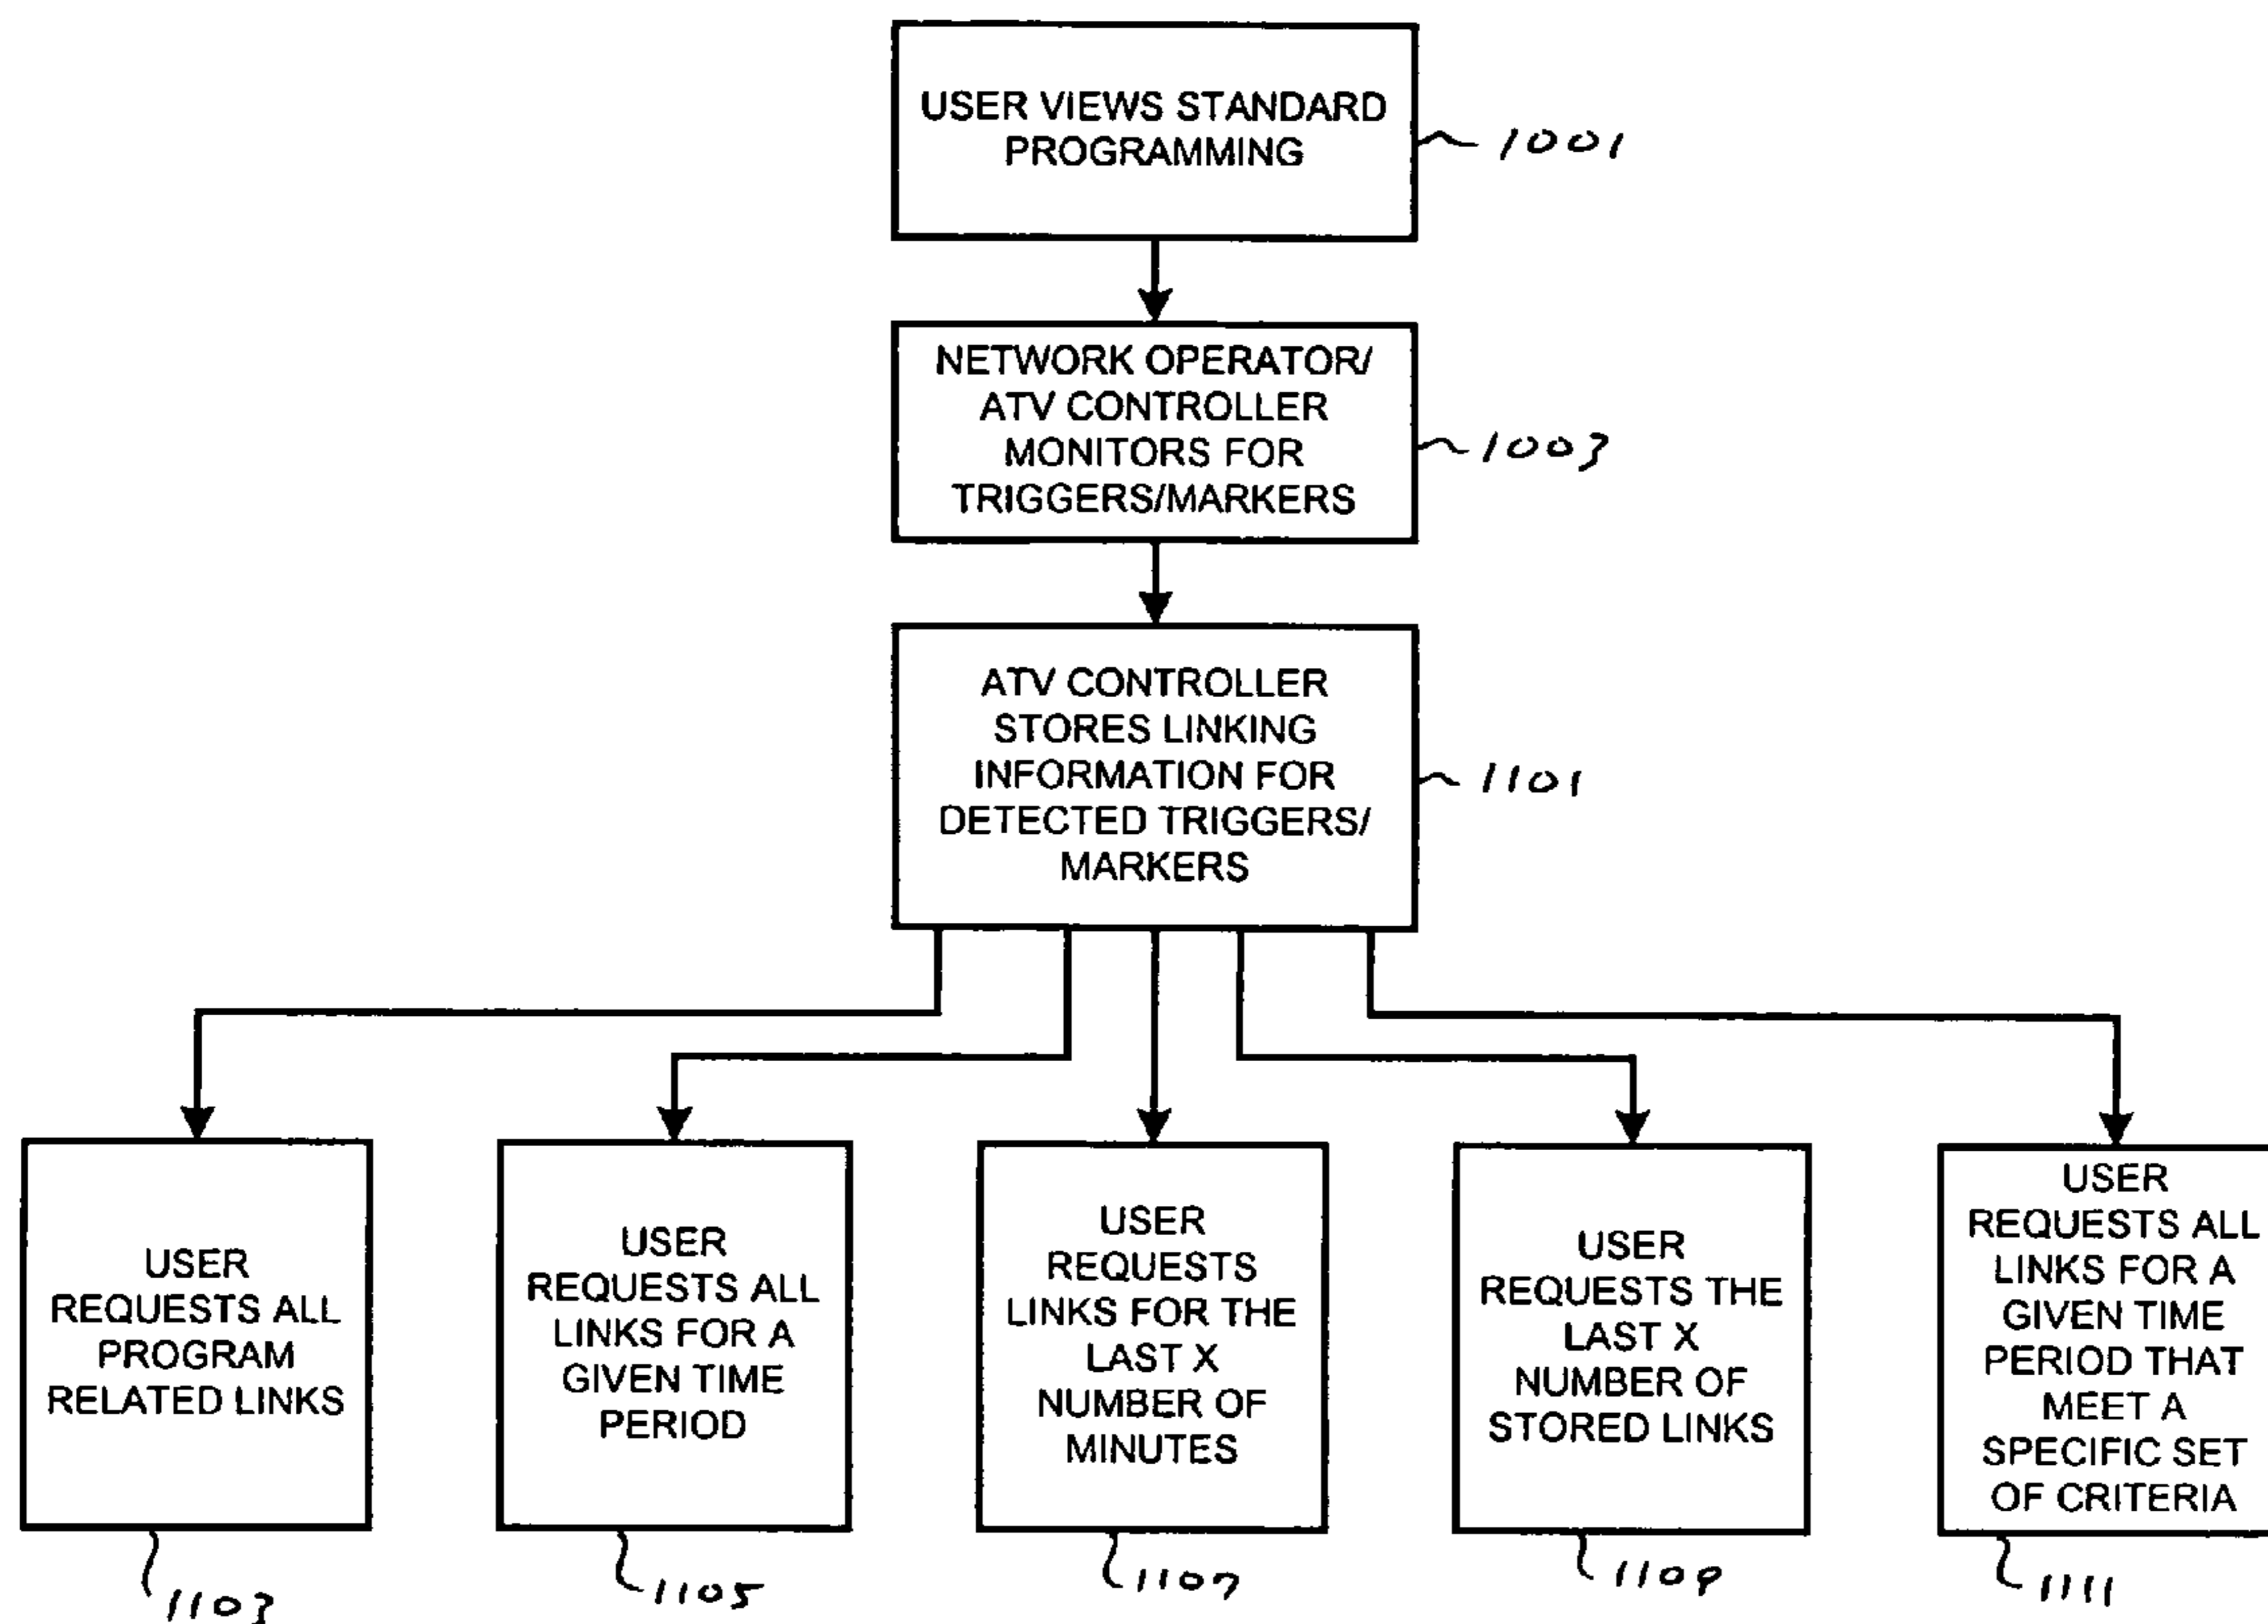 USER VIEWS STANDARD
PROGRAMMING
1001
NETWORK OPERATOR/
ATV CONTROLLER
MONITORS FOR
TRIGGERS/MARKERS
1003
ATV CONTROLLER
STORES LINKING
INFORMATION FOR
DETECTED TRIGGERS/
MARKERS
1101
USER
REQUESTS ALL
PROGRAM
RELATED LINKS
1103
USER
REQUESTS ALL
LINKS FOR A
GIVEN TIME
PERIOD
1105
USER
REQUESTS
LINKS FOR THE
LAST X
NUMBER OF
MINUTES
1107
USER
REQUESTS THE
LAST X
NUMBER OF
STORED LINKS
1109
USER
REQUESTS ALL
LINKS FOR A
GIVEN TIME
PERIOD THAT
MEET A
SPECIFIC SET
OF CRITERIA
1111